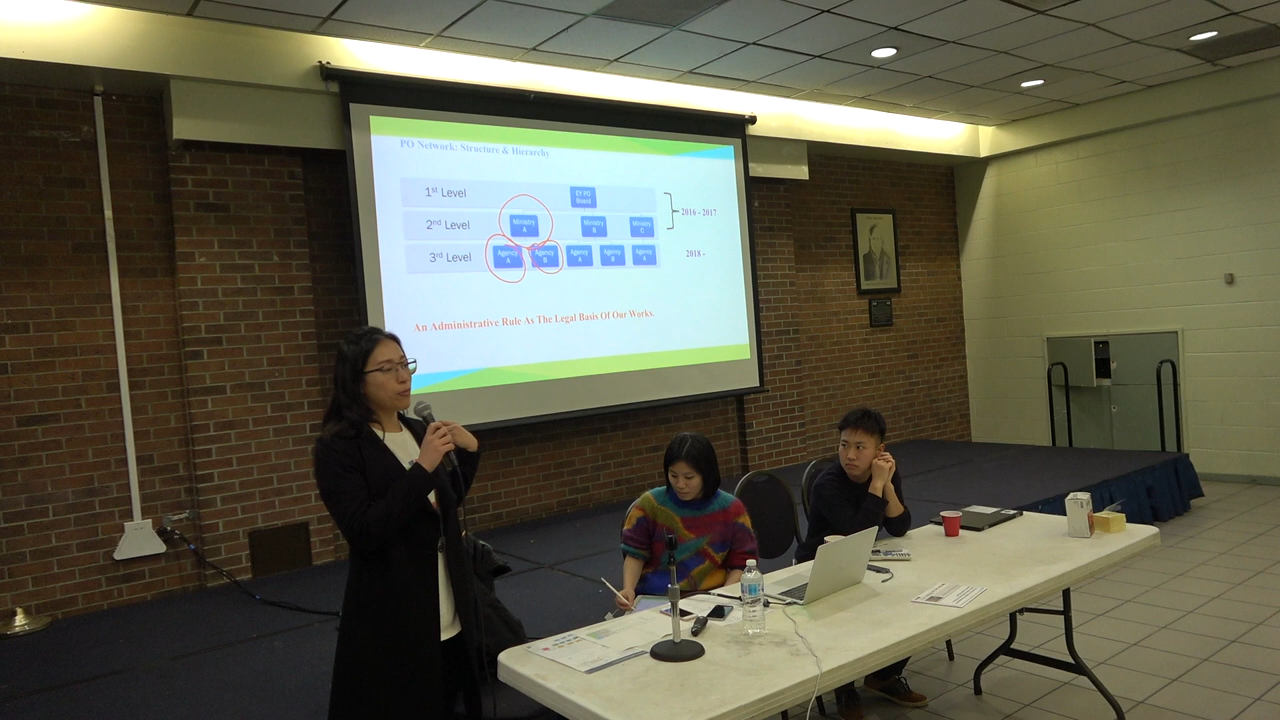 PO Network: Structure & Hierarchy
1st Level
EY PO
Board
2nd Level
Ministry
A
Ministry
B
Ministry
C
2016 - 2017
3rd Level
Agency
A
Agency
B
Agency
A
Agency
B
Agency
A
2018 -
An Administrative Rule As The Legal Basis Of Our Works.